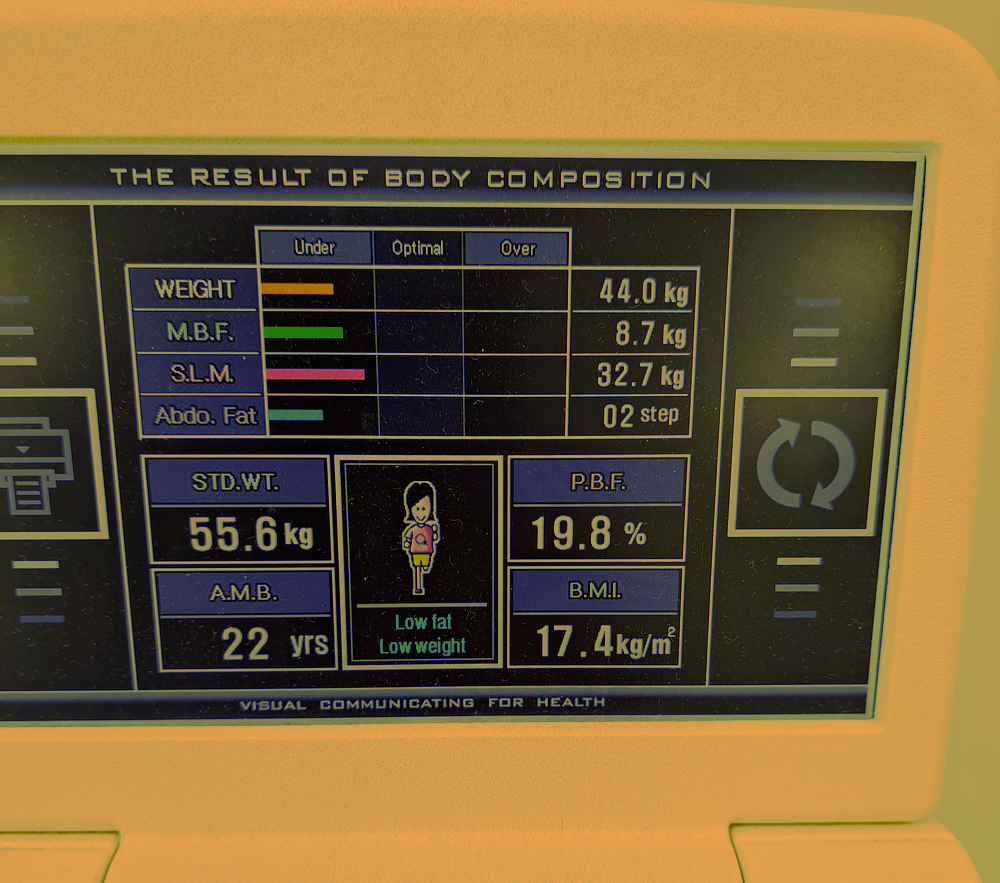 THE RESULT OF BODY COMPOSITION
Under Optimal Over
WEIGHT 44.0 kg
M.B.F. 8.7 kg
S.L.M. 32.7 kg
Abdo. Fat 02 step
STD.WT. P.B.F.
55.6 kg 19.8 %
A.M.B. B.M.I.
22 yrs 17.4 kg/m²
Low fat
Low weight
VISUAL COMMUNICATING FOR HEALTH